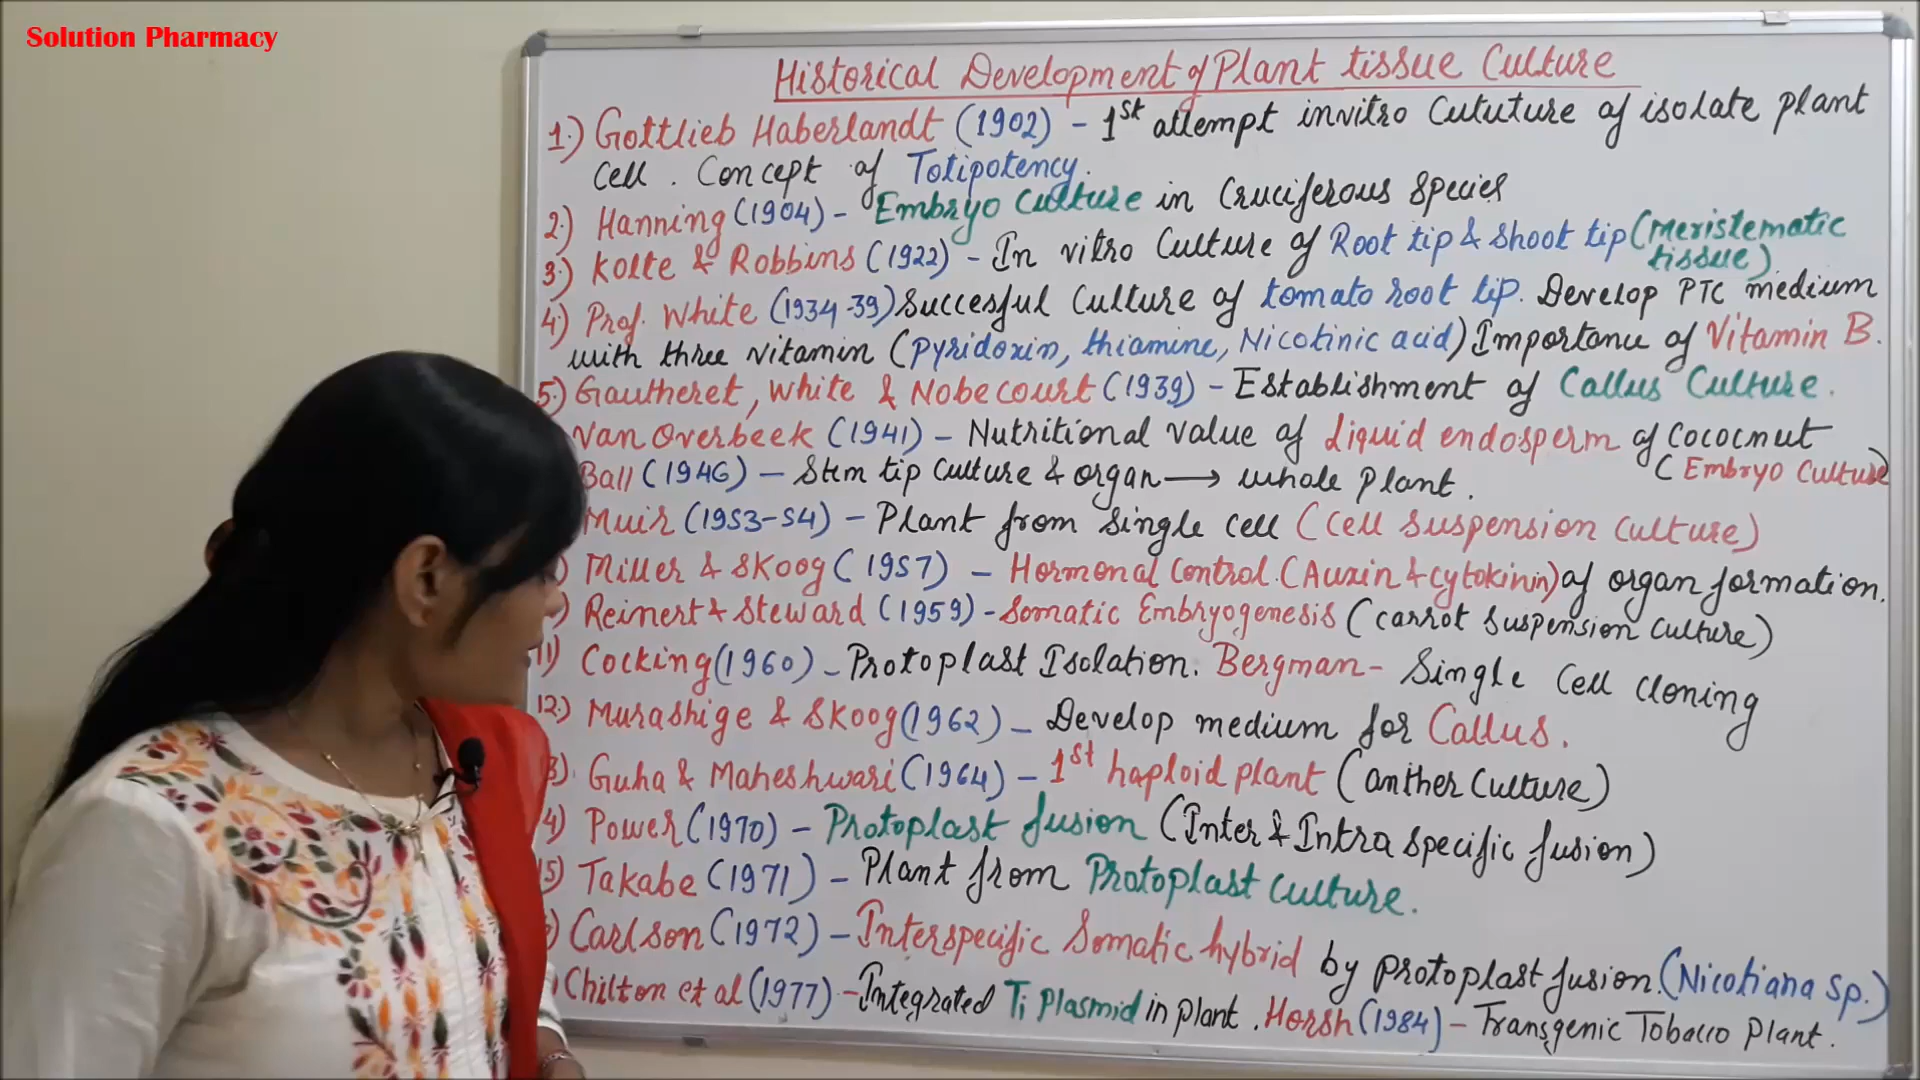 Solution Pharmacy
Historical Development of Plant tissue Culture
1.) Gottlieb Haberlandt (1902) - 1st attempt invitro Cututure of isolate plant
cell. Concept of Totipotency.
2.) Hanning (1904) - Embryo Culture in Cruciferous Species
3.) Kolte & Robbins (1922) - In vitro Culture of Root tip & Shoot tip (Meristematic
tissue)
4.) Prof. White (1934-39) Succesful Culture of tomato root tip. Develop PTC medium
with three vitamin (Pyridoxin, thiamine, Nicotinic acid) Importance of Vitamin B.
5.) Gautheret, White & Nobecourt (1939) - Establishment of Callus Culture.
Van Overbeek (1941) - Nutritional value of Liquid endosperm of Cococnut
(Embryo Culture)
Ball (1946) - Stem tip Culture & organ → whole plant.
Muir (1953-54) - Plant from Single cell (Cell Suspension Culture)
) Miller & Skoog (1957) - Hormonal Control. (Auxin & Cytokinin) of organ formation.
) Reinert & Steward (1959) - Somatic Embryogenesis (Carrot Suspension Culture)
11) Cocking (1960) - Protoplast Isolation. Bergman - Single Cell Cloning
12.) Murashige & Skoog (1962) - Develop medium for Callus.
3). Guha & Maheshwari (1964) - 1st haploid plant (anther Culture)
4) Power (1970) - Protoplast fusion (Inter & Intra specific fusion)
5) Takabe (1971) - Plant from Protoplast Culture.
) Carlson (1972) - Interspecific Somatic hybrid by protoplast fusion. (Nicotiana Sp.)
) Chilton et al (1977) - Integrated Ti Plasmid in plant. Horsh (1984) - Transgenic Tobacco Plant.